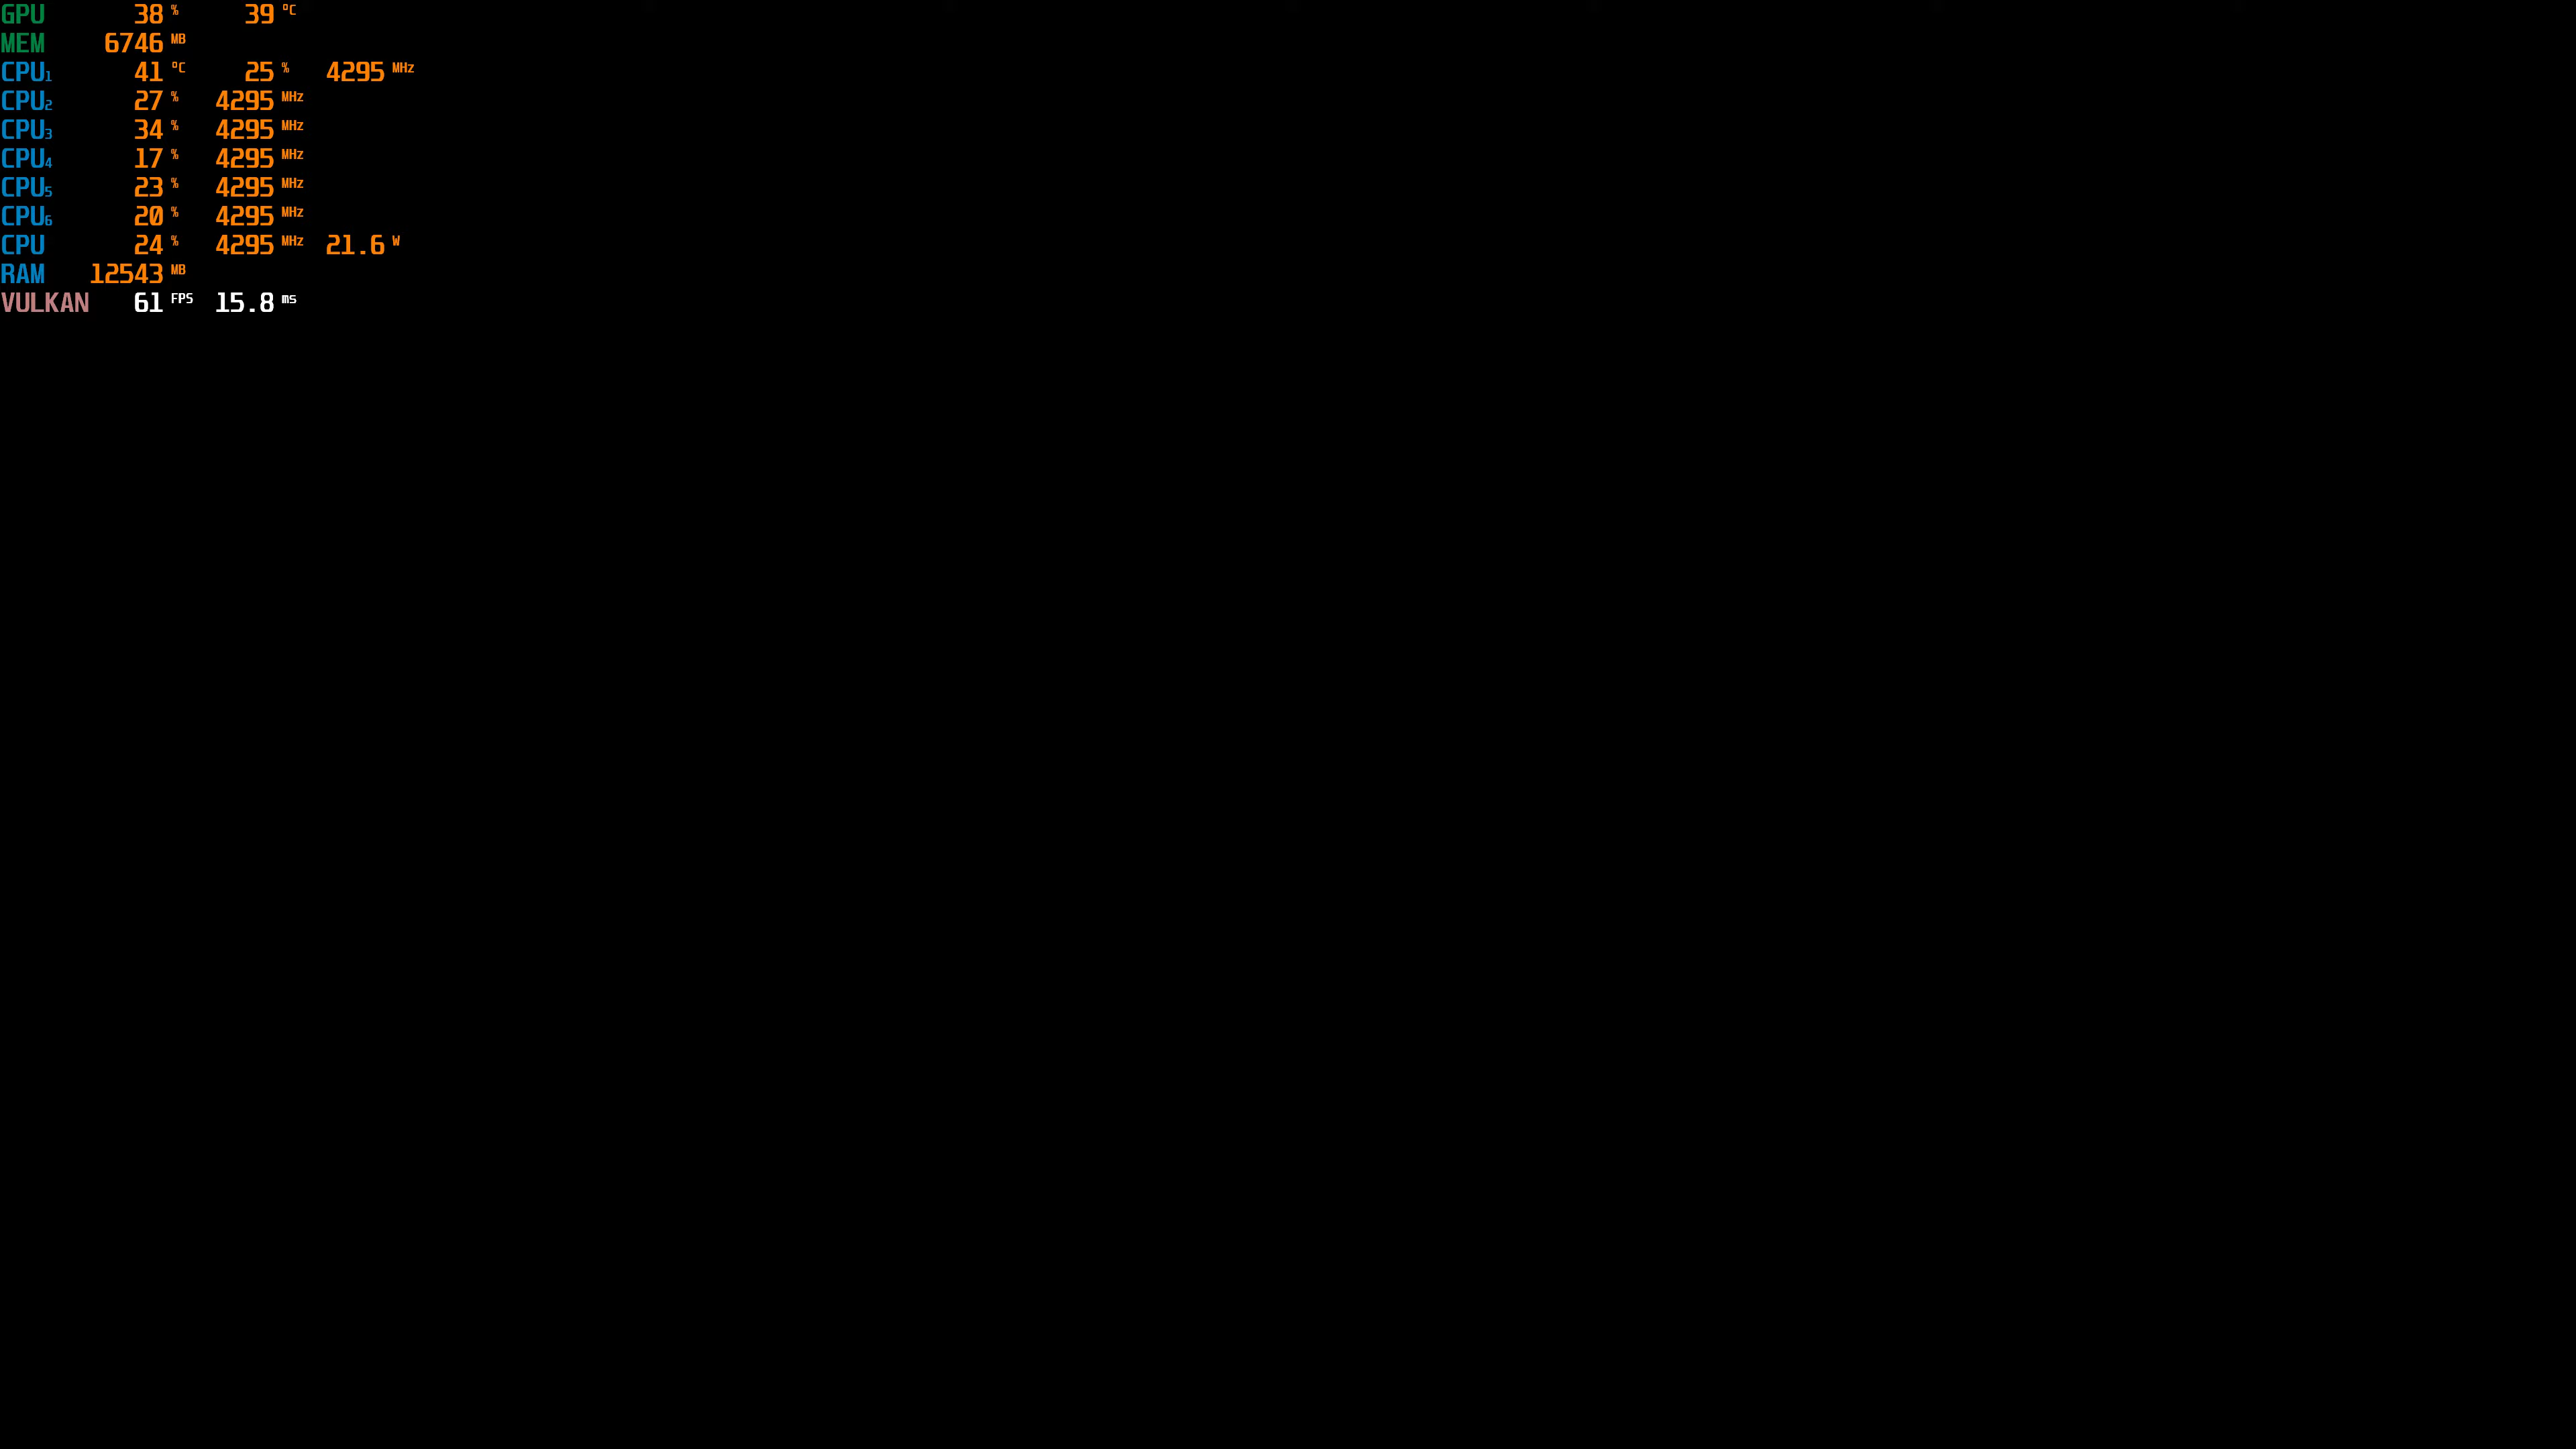 GPU 38 % 39 °C
MEM 6746 MB
CPU1 41 °C 25 % 4295 MHz
CPU2 27 % 4295 MHz
CPU3 34 % 4295 MHz
CPU4 17 % 4295 MHz
CPU5 23 % 4295 MHz
CPU6 20 % 4295 MHz
CPU 24 % 4295 MHz 21.6 W
RAM 12543 MB
VULKAN 61 FPS 15.8 ms